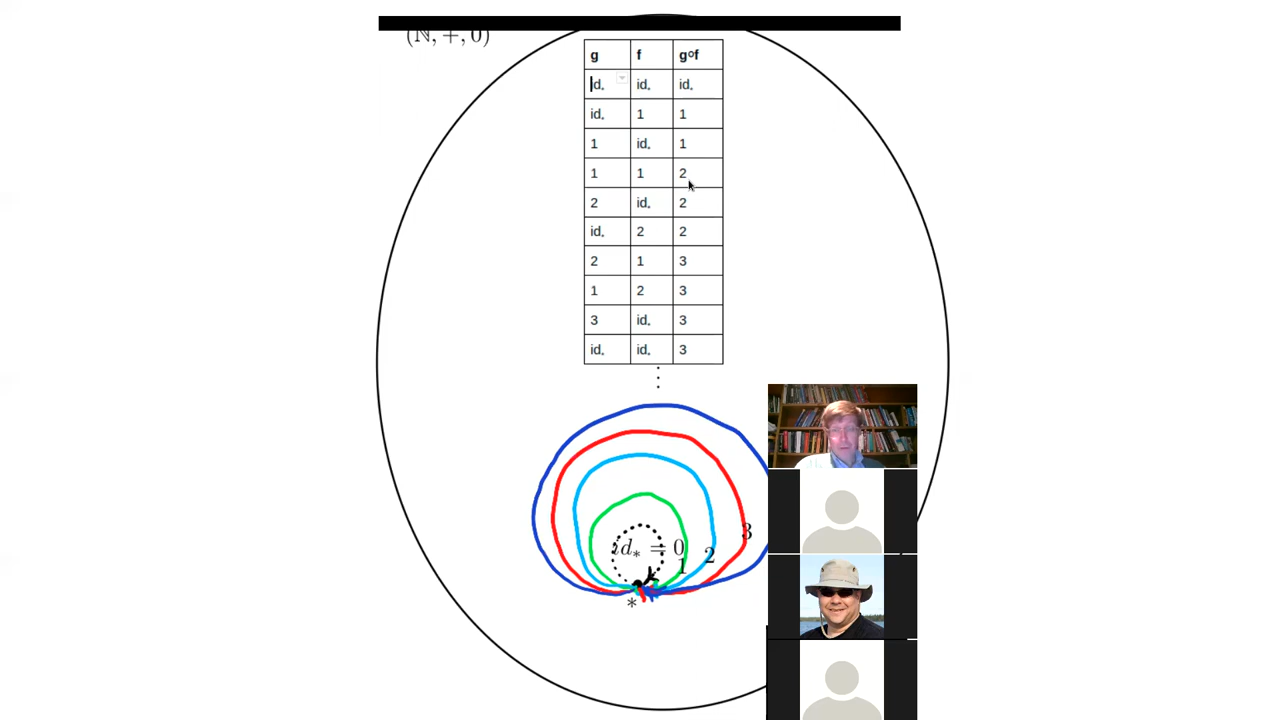 (ℕ, +, 0)
g f g∘f
id* id* id*
id* 1 1
1 id* 1
1 1 2
2 id* 2
id* 2 2
2 1 3
1 2 3
3 id* 3
id* id* 3
⋮
3
id* = 0 1 2
*